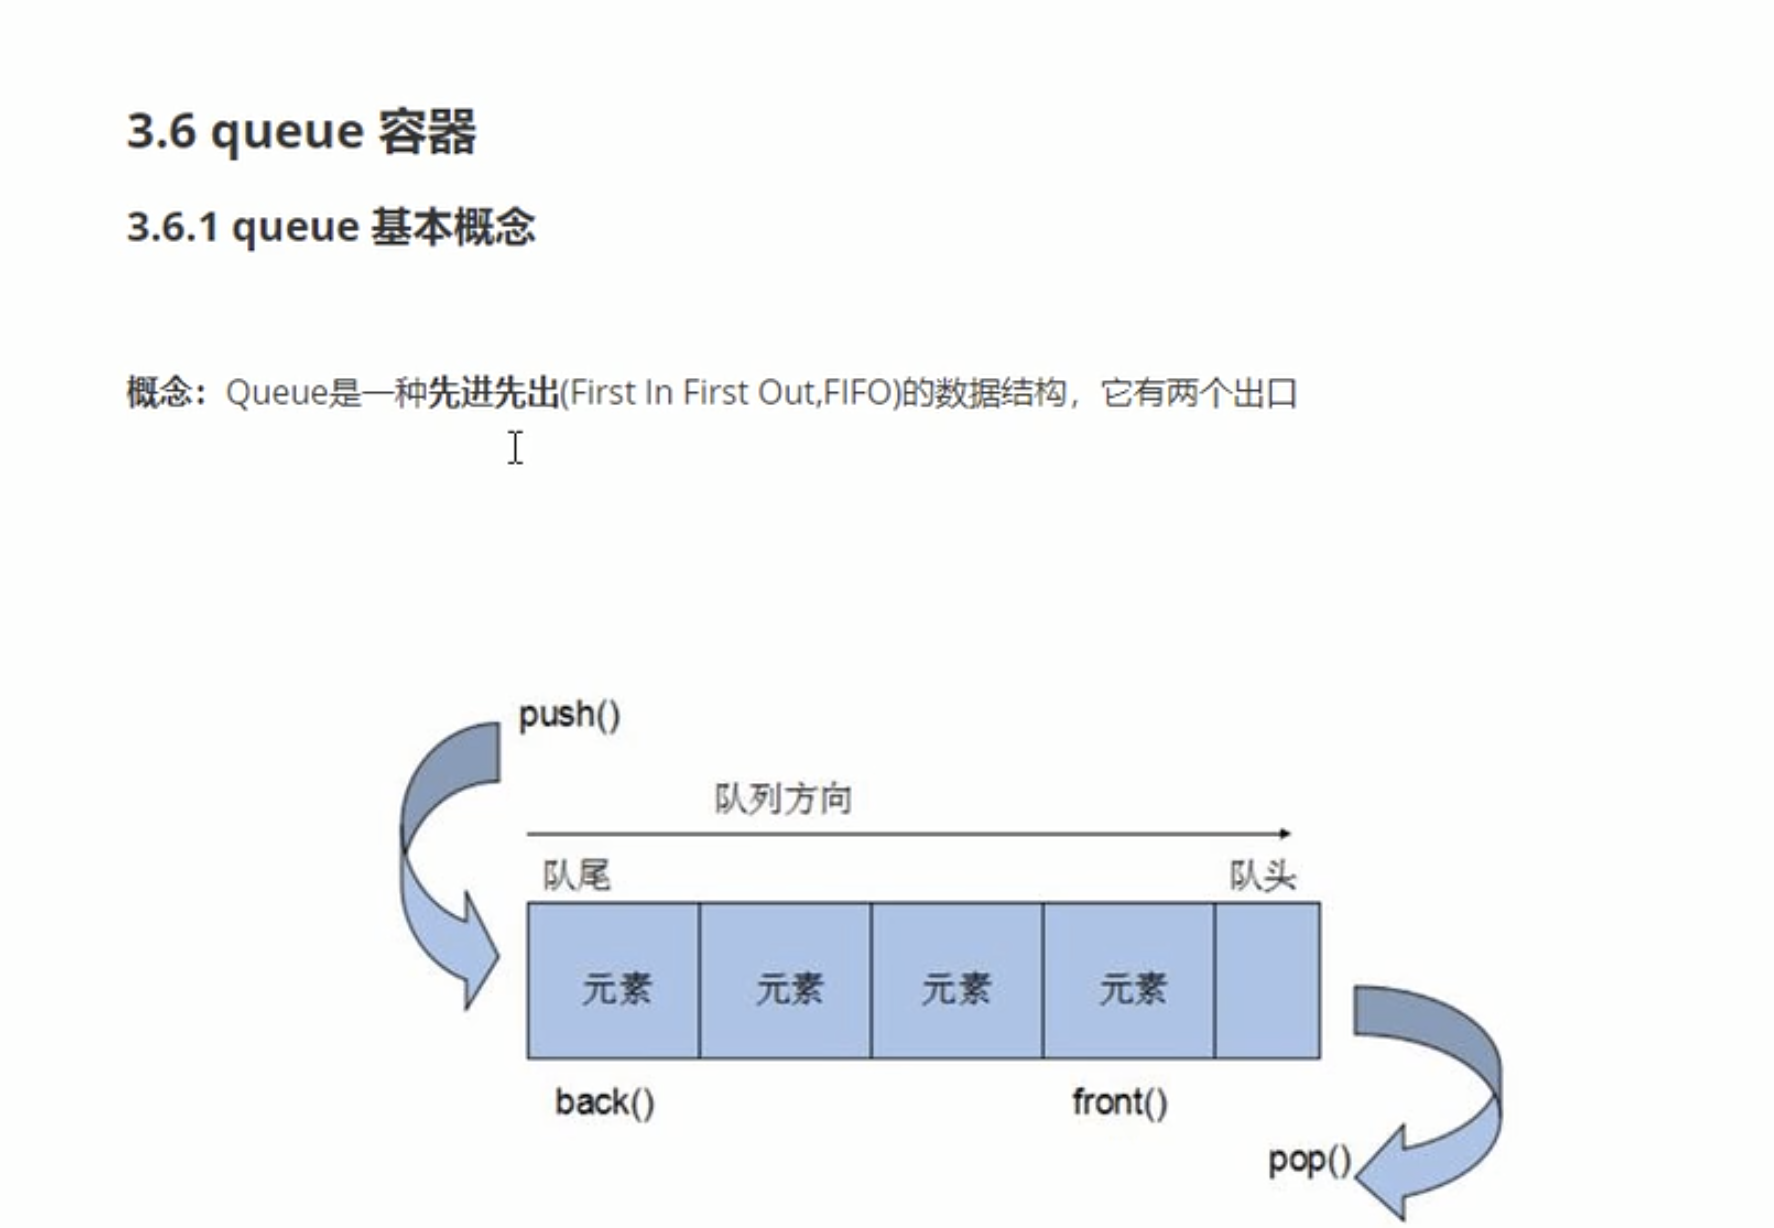 3.6 queue 容器
3.6.1 queue 基本概念
概念：Queue是一种先进先出(First In First Out,FIFO)的数据结构，它有两个出口
push()
队列方向
队尾 队头
元素 元素 元素 元素
back() front()
pop()